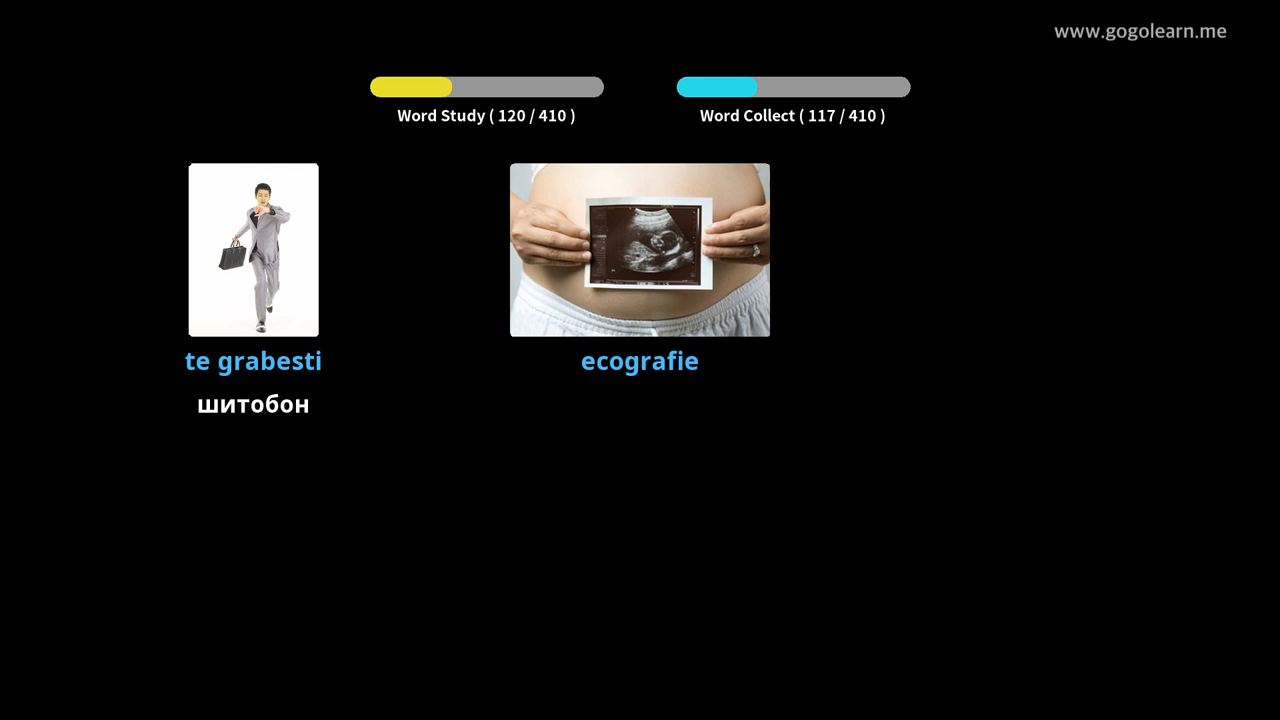 www.gogolearn.me
Word Study ( 120 / 410 )
Word Collect ( 117 / 410 )
te grabesti
ecografie
шитобон